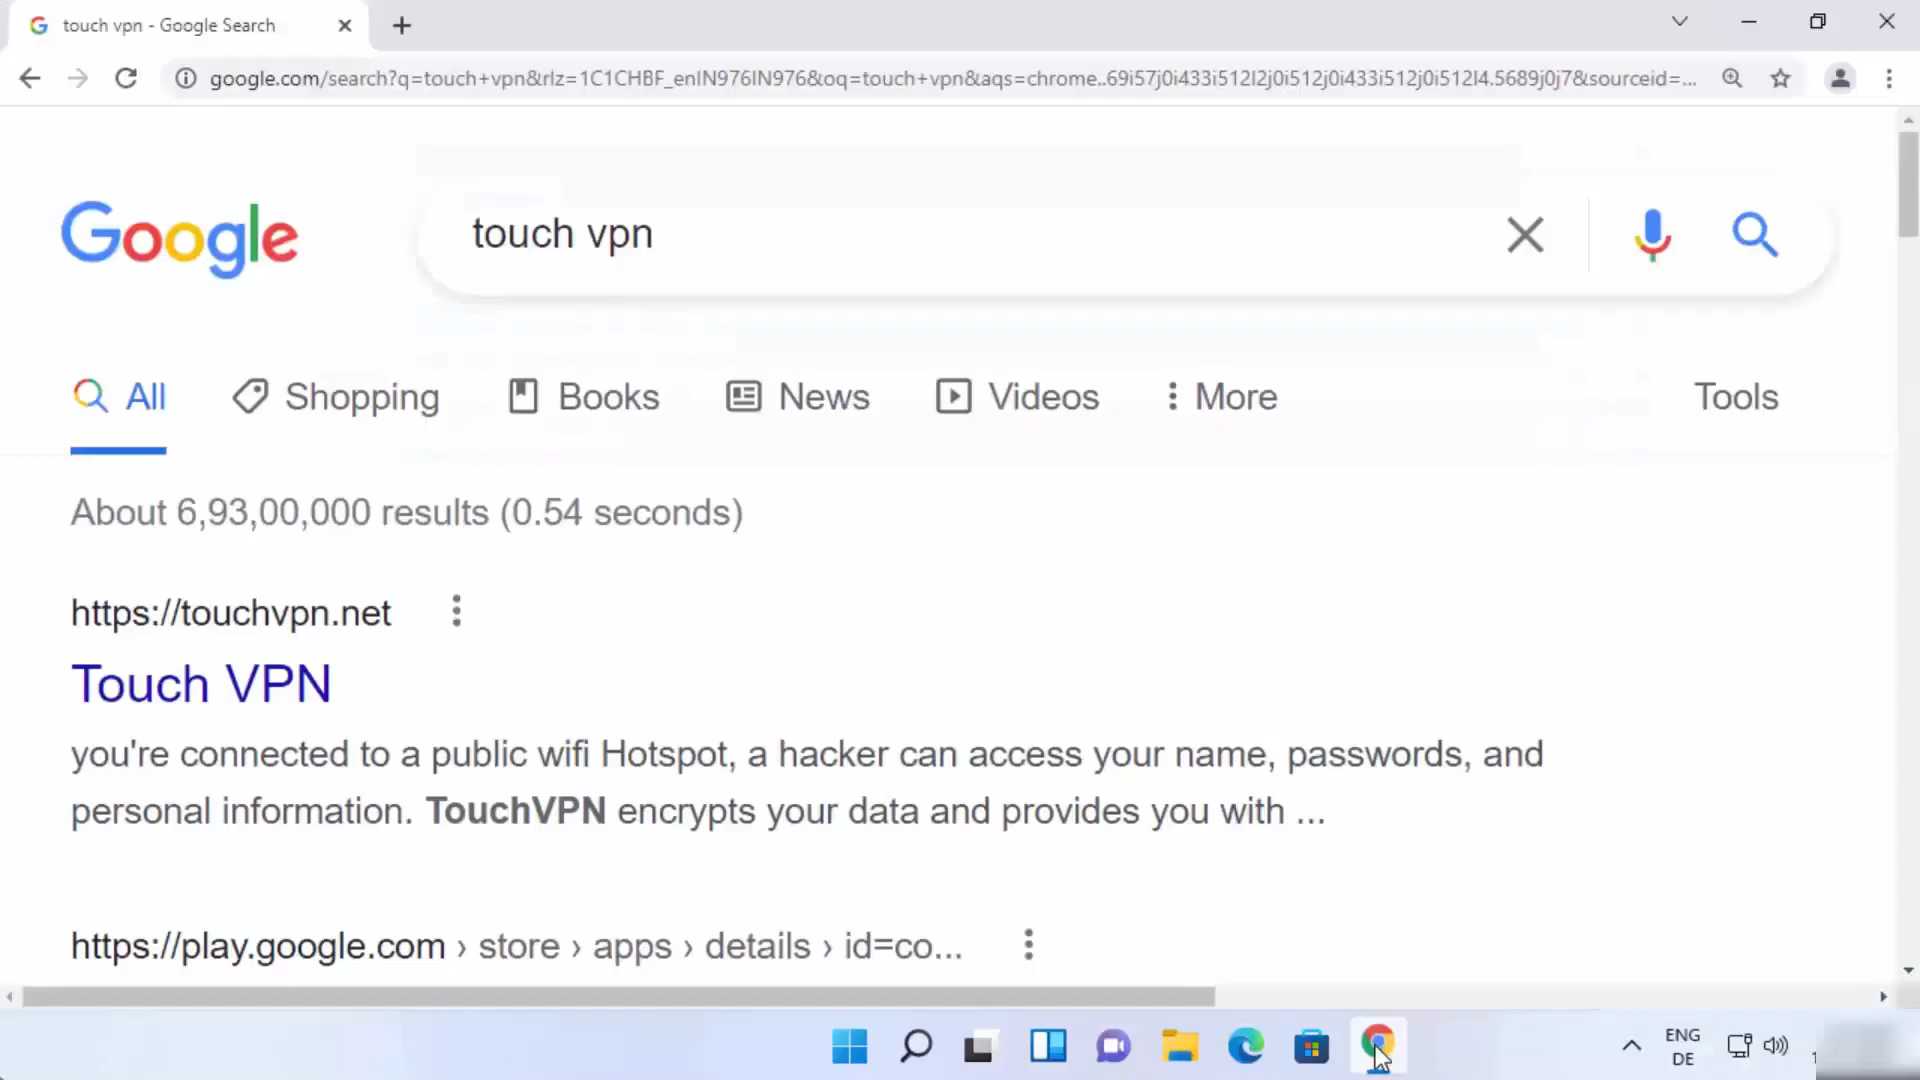 touch vpn - Google Search
google.com/search?q=touch+vpn&rlz=1C1CHBF_enIN976IN976&oq=touch+vpn&aqs=chrome..69i57j0i433i512l2j0i512j0i433i512j0i512l4.5689j0j7&sourceid=...
Google
touch vpn
All
Shopping
Books
News
Videos
More
Tools
About 6,93,00,000 results (0.54 seconds)
https://touchvpn.net
Touch VPN
you're connected to a public wifi Hotspot, a hacker can access your name, passwords, and
personal information. TouchVPN encrypts your data and provides you with ...
https://play.google.com › store › apps › details › id=co...
ENG
DE